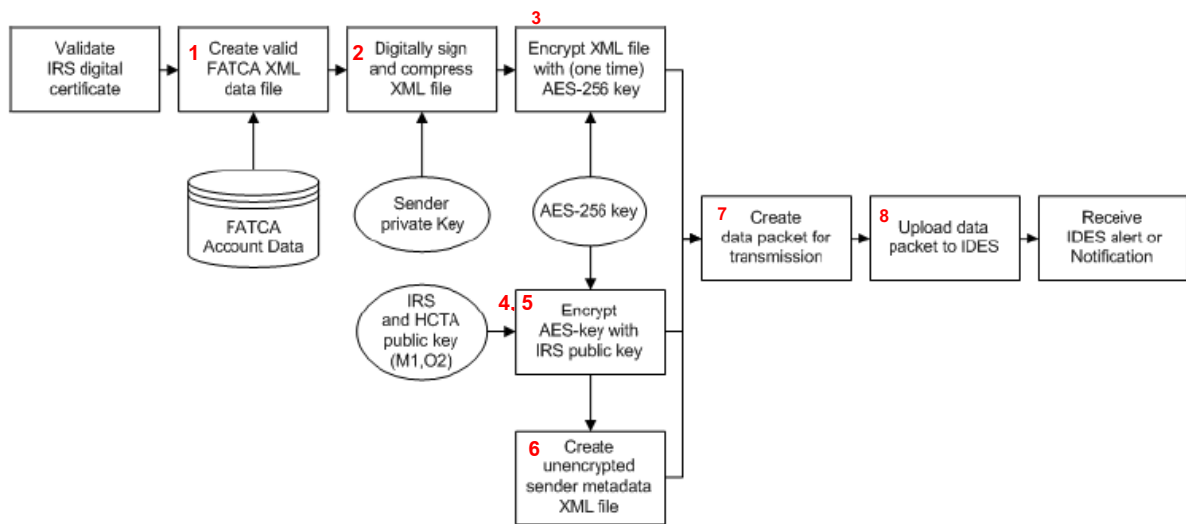 Validate
IRS digital
certificate
1
Create valid
FATCA XML
data file
2
Digitally sign
and compress
XML file
3
Encrypt XML file
with (one time)
AES-256 key
FATCA
Account Data
Sender
private Key
AES-256 key
7
Create
data packet for
transmission
8
Upload data
packet to IDES
Receive
IDES alert or
Notification
IRS
and HCTA
public key
(M1,O2)
4, 5
Encrypt
AES-key with
IRS public key
6
Create
unencrypted
sender metadata
XML file